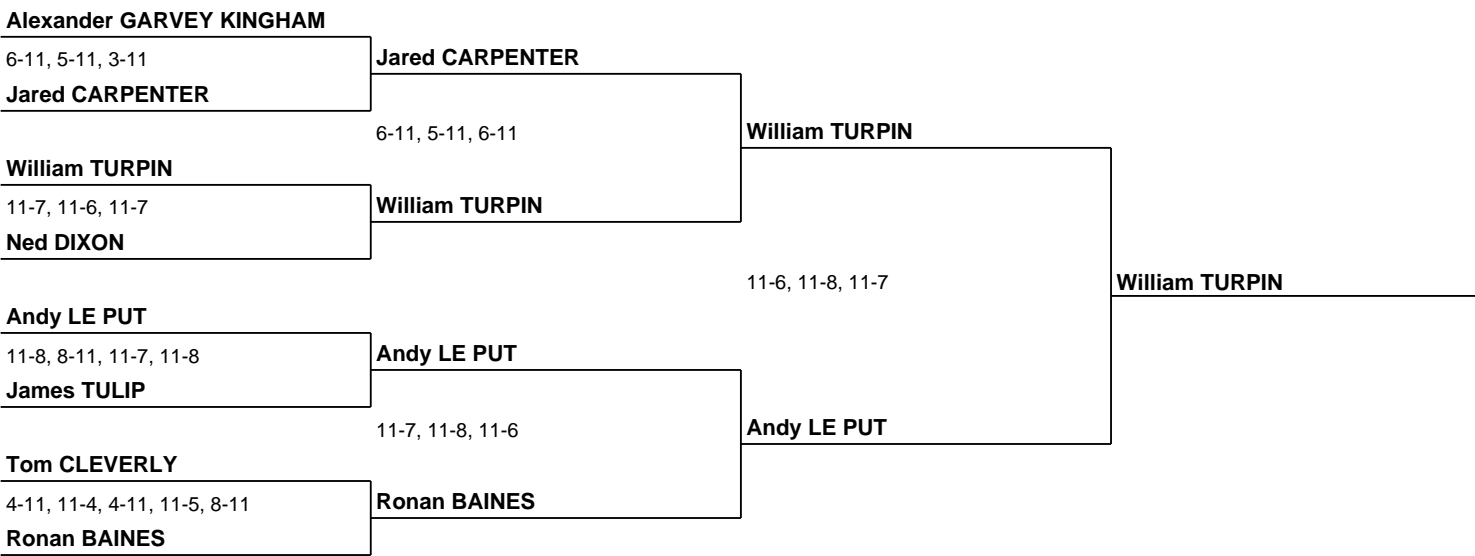 Alexander GARVEY KINGHAM
6-11, 5-11, 3-11
Jared CARPENTER
Jared CARPENTER
6-11, 5-11, 6-11
William TURPIN
William TURPIN
11-7, 11-6, 11-7
William TURPIN
Ned DIXON
11-6, 11-8, 11-7
William TURPIN
Andy LE PUT
11-8, 8-11, 11-7, 11-8
Andy LE PUT
James TULIP
11-7, 11-8, 11-6
Andy LE PUT
Tom CLEVERLY
4-11, 11-4, 4-11, 11-5, 8-11
Ronan BAINES
Ronan BAINES